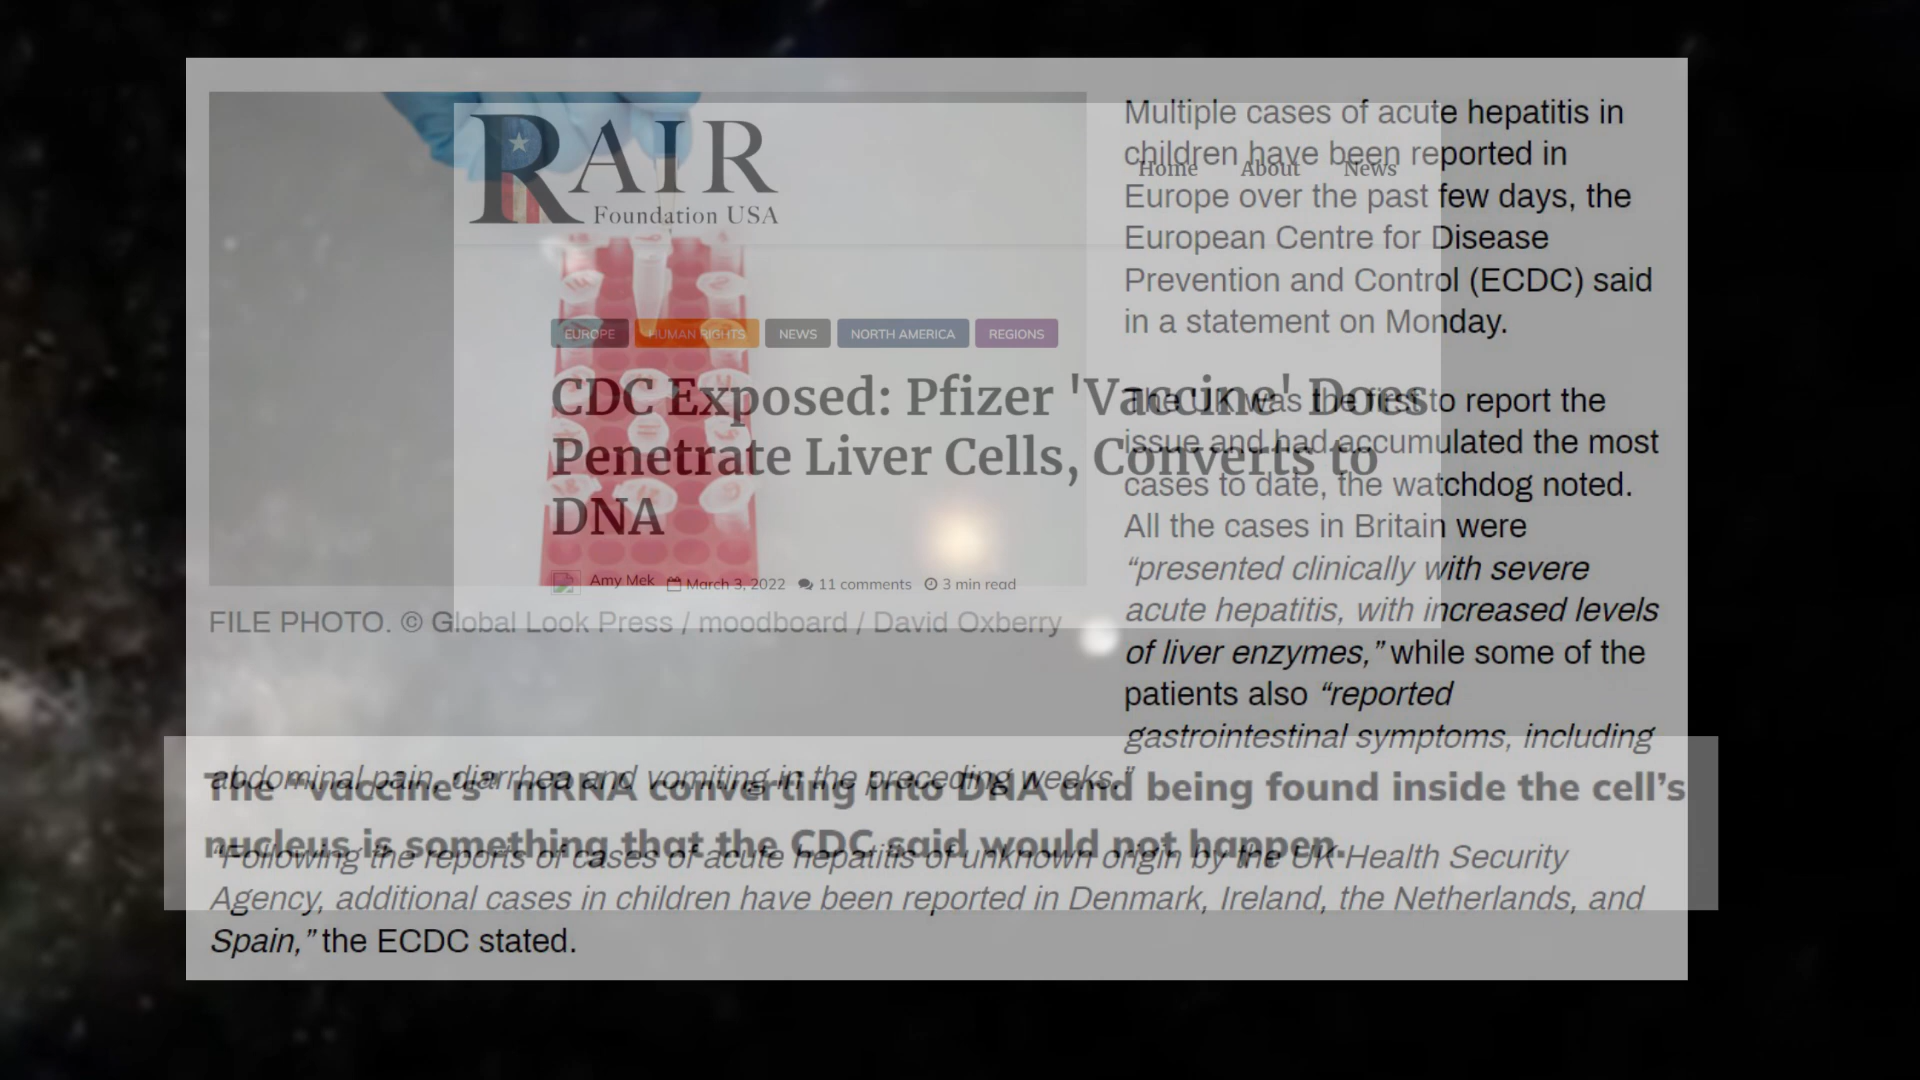 RAIR
Foundation USA
Home About News
EUROPE HUMAN RIGHTS NEWS NORTH AMERICA REGIONS
CDC Exposed: Pfizer 'Vaccine' Does
Penetrate Liver Cells, Converts to
DNA
Amy Mek March 3, 2022 11 comments 3 min read
FILE PHOTO. © Global Look Press / moodboard / David Oxberry
Multiple cases of acute hepatitis in
children have been reported in
Europe over the past few days, the
European Centre for Disease
Prevention and Control (ECDC) said
in a statement on Monday.
The UK was the first to report the
issue and had accumulated the most
cases to date, the watchdog noted.
All the cases in Britain were
“presented clinically with severe
acute hepatitis, with increased levels
of liver enzymes,” while some of the
patients also “reported
gastrointestinal symptoms, including
abdominal pain, diarrhea and vomiting in the preceding weeks.”
The “vaccine’s” mRNA converting into DNA and being found inside the cell’s
nucleus is something that the CDC said would not happen.
“Following the reports of cases of acute hepatitis of unknown origin by the UK Health Security
Agency, additional cases in children have been reported in Denmark, Ireland, the Netherlands, and
Spain,” the ECDC stated.